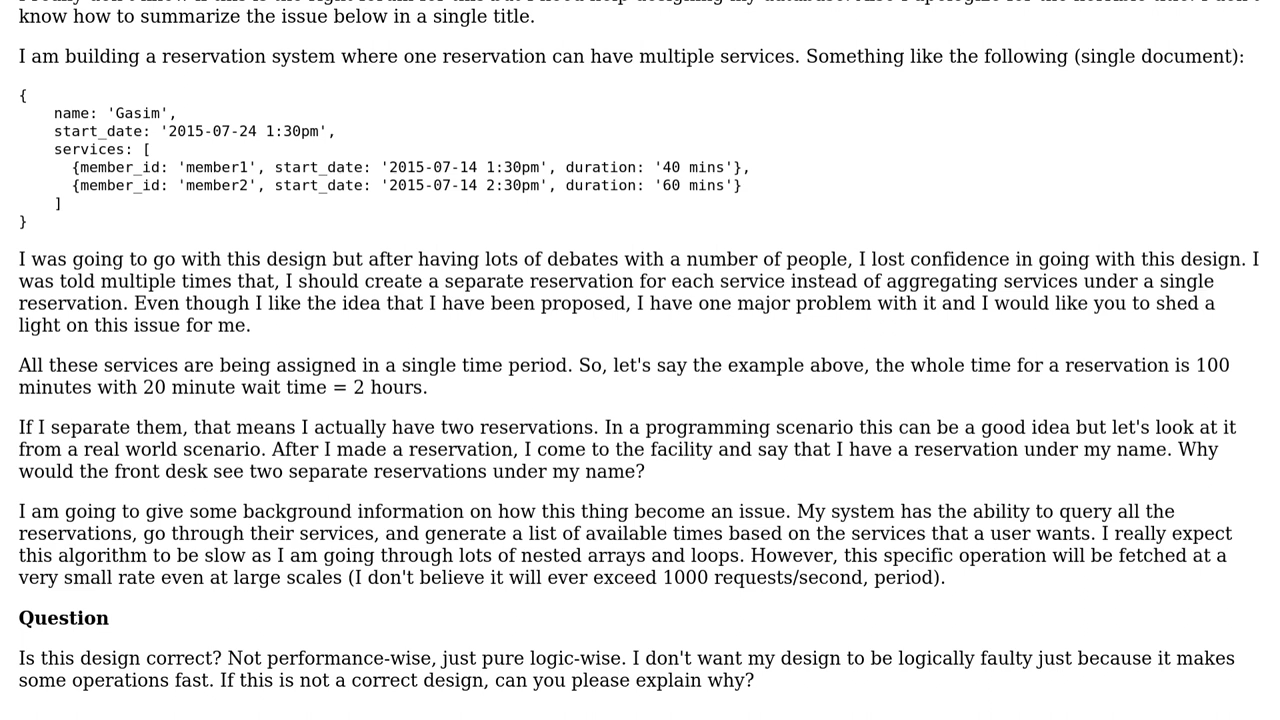 know how to summarize the issue below in a single title.
I am building a reservation system where one reservation can have multiple services. Something like the following (single document):
{
    name: 'Gasim',
    start_date: '2015-07-24 1:30pm',
    services: [
      {member_id: 'member1', start_date: '2015-07-14 1:30pm', duration: '40 mins'},
      {member_id: 'member2', start_date: '2015-07-14 2:30pm', duration: '60 mins'}
    ]
}
I was going to go with this design but after having lots of debates with a number of people, I lost confidence in going with this design. I
was told multiple times that, I should create a separate reservation for each service instead of aggregating services under a single
reservation. Even though I like the idea that I have been proposed, I have one major problem with it and I would like you to shed a
light on this issue for me.
All these services are being assigned in a single time period. So, let's say the example above, the whole time for a reservation is 100
minutes with 20 minute wait time = 2 hours.
If I separate them, that means I actually have two reservations. In a programming scenario this can be a good idea but let's look at it
from a real world scenario. After I made a reservation, I come to the facility and say that I have a reservation under my name. Why
would the front desk see two separate reservations under my name?
I am going to give some background information on how this thing become an issue. My system has the ability to query all the
reservations, go through their services, and generate a list of available times based on the services that a user wants. I really expect
this algorithm to be slow as I am going through lots of nested arrays and loops. However, this specific operation will be fetched at a
very small rate even at large scales (I don't believe it will ever exceed 1000 requests/second, period).
Question
Is this design correct? Not performance-wise, just pure logic-wise. I don't want my design to be logically faulty just because it makes
some operations fast. If this is not a correct design, can you please explain why?